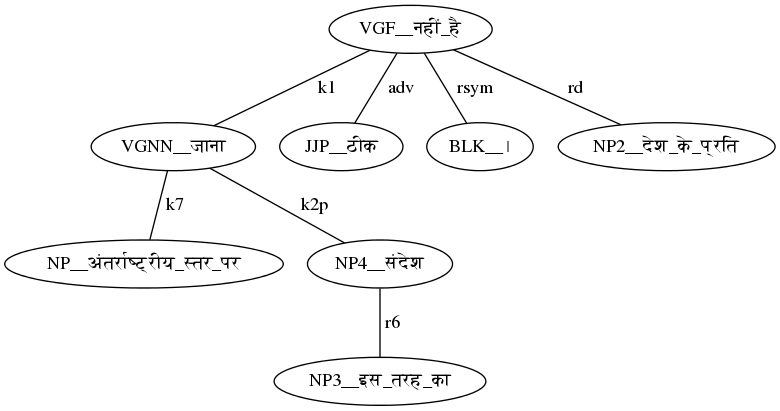 VGF__नहीं_है
k1
adv
rsym
rd
VGNN__जाना
JJP__ठीक
BLK__।
NP2__देश_के_प्रति
k7
k2p
NP__अंतर्राष्ट्रीय_स्तर_पर
NP4__संदेश
r6
NP3__इस_तरह_का